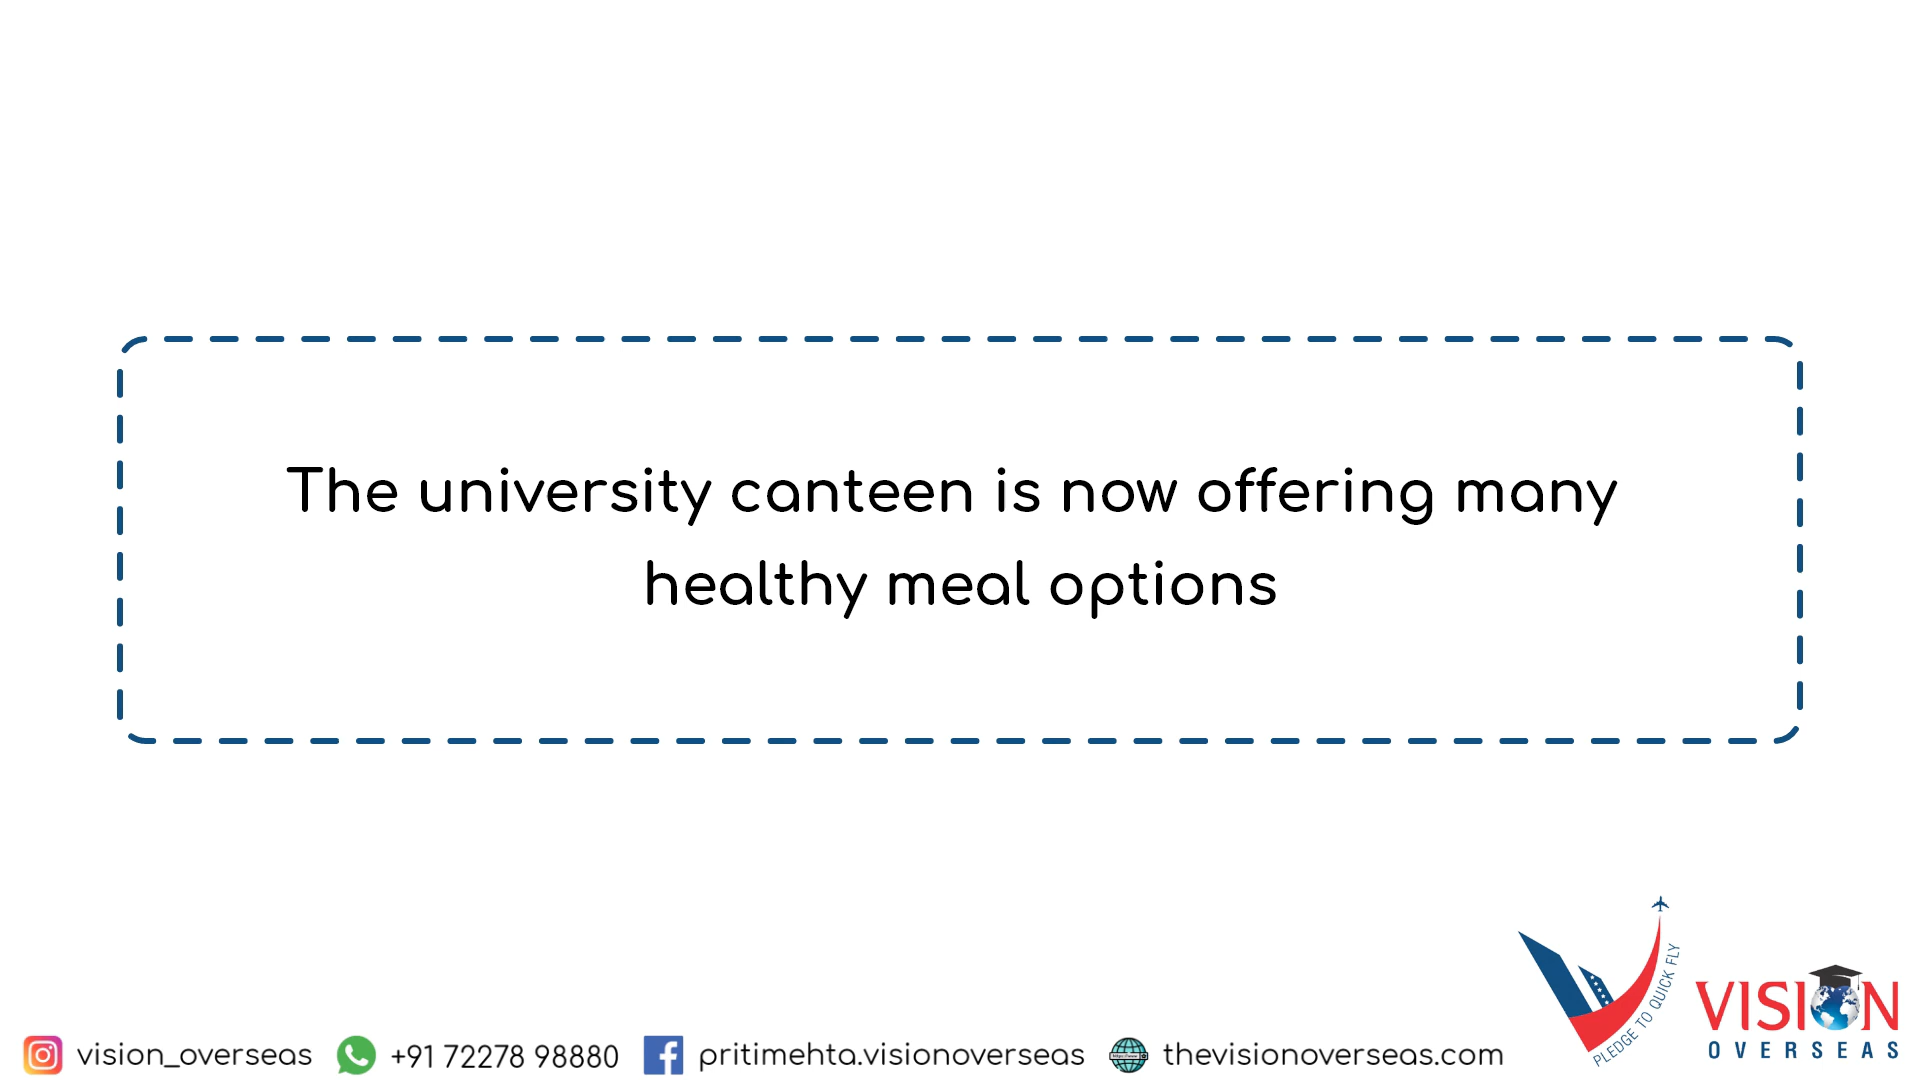 The university canteen is now offering many
healthy meal options
PLEDGE TO QUICK FLY
VISION
OVERSEAS
vision_overseas
+91 72278 98880
pritimehta.visionoverseas
thevisionoverseas.com